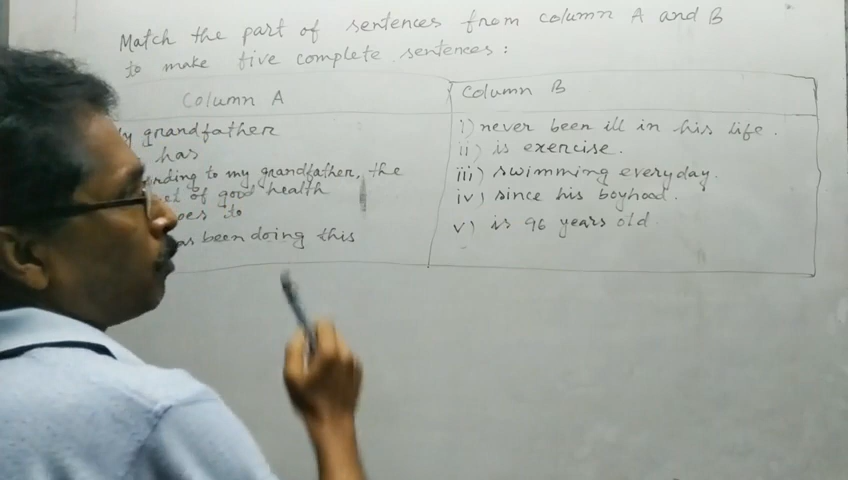 Match the part of sentences from column A and B
to make five complete sentences :
Column A
Column B
grandfather
has
to my grandfather, the
of good health
to
been doing this
i) never been ill in his life.
ii) is exercise.
iii) swimming everyday.
iv) since his boyhood.
v) is 96 years old.